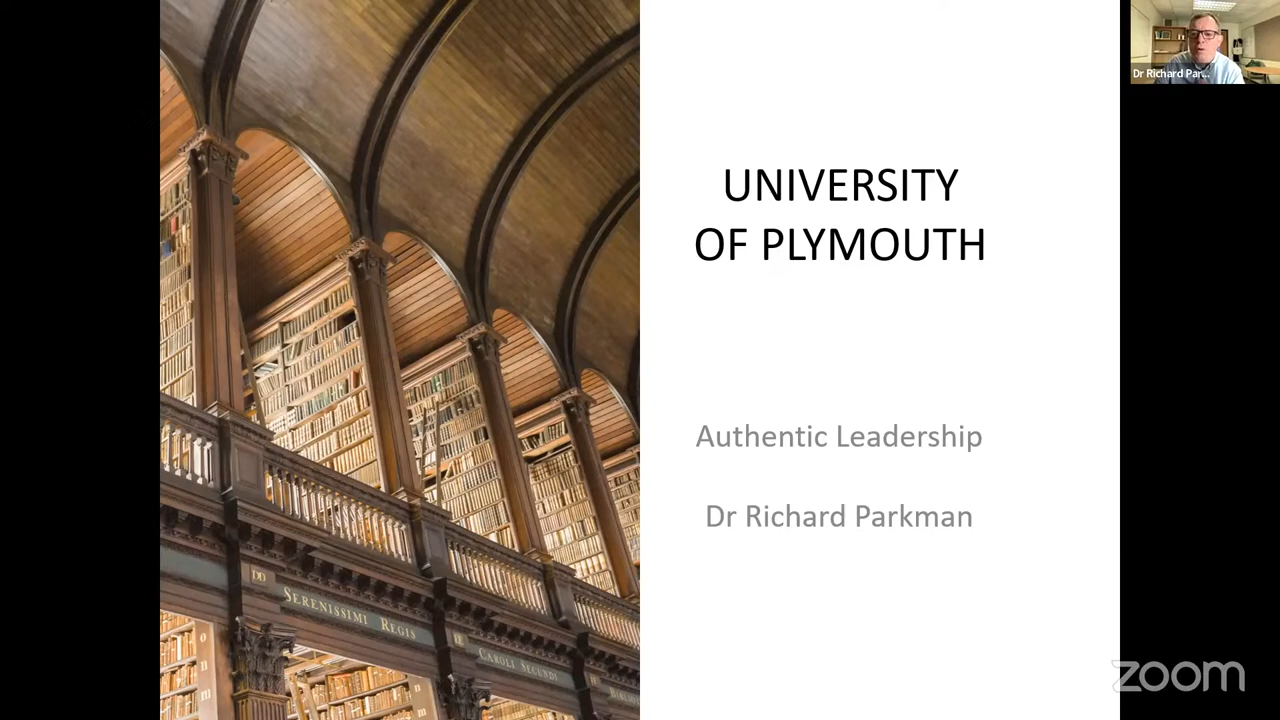 UNIVERSITY
OF PLYMOUTH
Authentic Leadership
Dr Richard Parkman
Dr Richard Par...
DD
SERENISSIMI REGIS
CAROLI SECUNDI
o
n
m
n
m
zoom